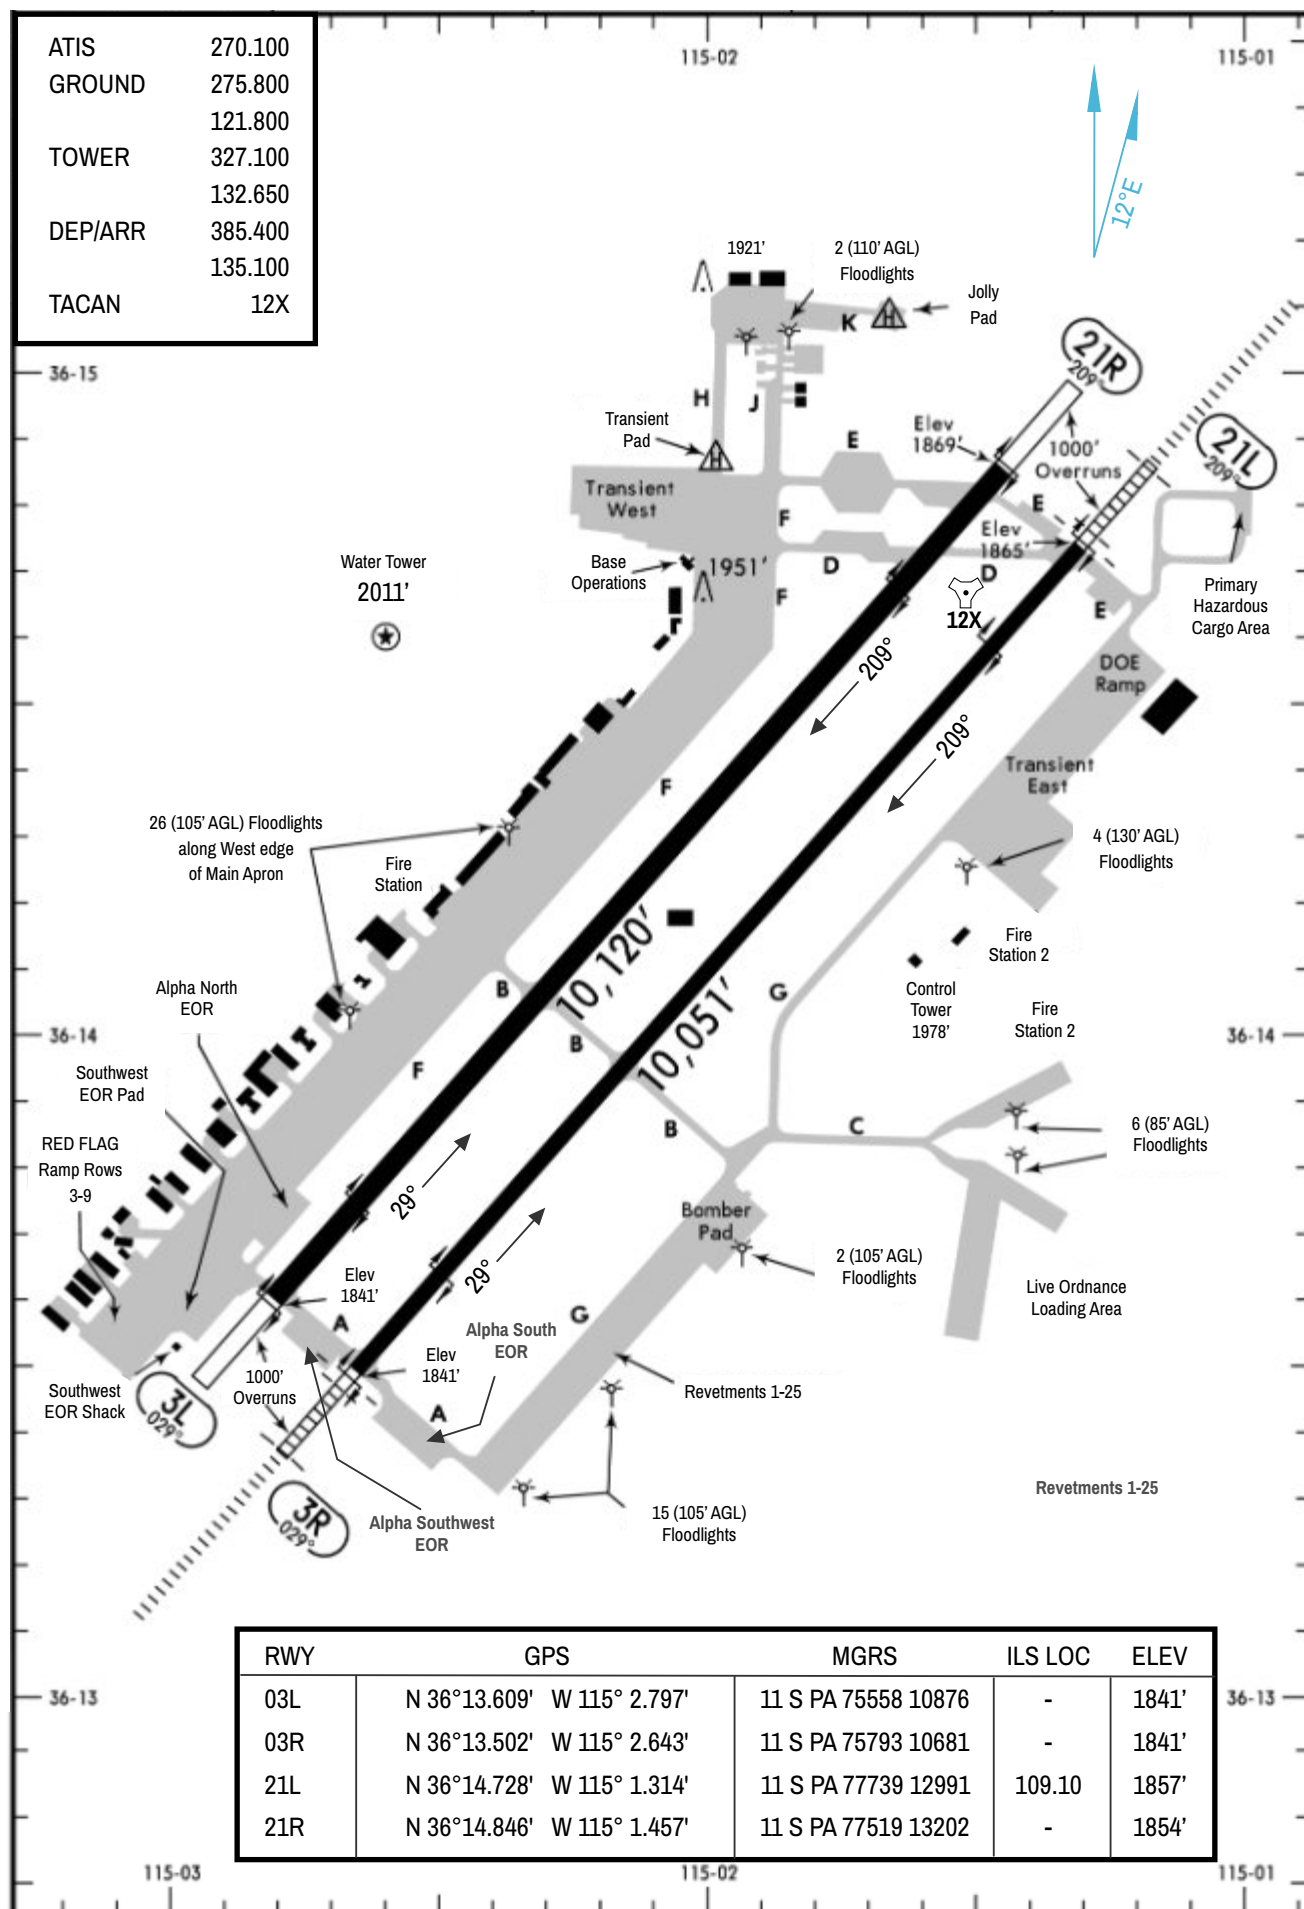 ATIS 270.100
GROUND 275.800
121.800
TOWER 327.100
132.650
DEP/ARR 385.400
135.100
TACAN 12X
115-02
115-01
12°E
1921’
2 (110’ AGL)
Floodlights
Jolly
Pad
K
H
H
J
36-15
21R
209°
21L
209°
Transient
Pad
H
Elev
1869’
1000’
Overruns
E
E
Transient
West
F
Elev
1865’
D
D
Base
Operations
1951’
F
12X
E
Water Tower
2011’
Primary
Hazardous
Cargo Area
DOE
Ramp
209°
209°
Transient
East
F
26 (105’ AGL) Floodlights
along West edge
of Main Apron
Fire
Station
4 (130’ AGL)
Floodlights
10,120’
10,051’
Fire
Station 2
Control
Tower
1978’
Fire
Station 2
Alpha North
EOR
B
B
B
G
36-14
36-14
Southwest
EOR Pad
F
C
6 (85’ AGL)
Floodlights
RED FLAG
Ramp Rows
3-9
29°
29°
Bomber
Pad
2 (105’ AGL)
Floodlights
Live Ordnance
Loading Area
Elev
1841’
A
G
Alpha South
EOR
Elev
1841’
1000’
Overruns
Southwest
EOR Shack
3L
029°
A
Revetments 1-25
Revetments 1-25
3R
029°
Alpha Southwest
EOR
15 (105’ AGL)
Floodlights
RWY GPS MGRS ILS LOC ELEV
03L N 36°13.609' W 115° 2.797' 11 S PA 75558 10876 - 1841’
03R N 36°13.502' W 115° 2.643' 11 S PA 75793 10681 - 1841’
21L N 36°14.728' W 115° 1.314' 11 S PA 77739 12991 109.10 1857’
21R N 36°14.846' W 115° 1.457' 11 S PA 77519 13202 - 1854’
36-13
36-13
115-03
115-02
115-01